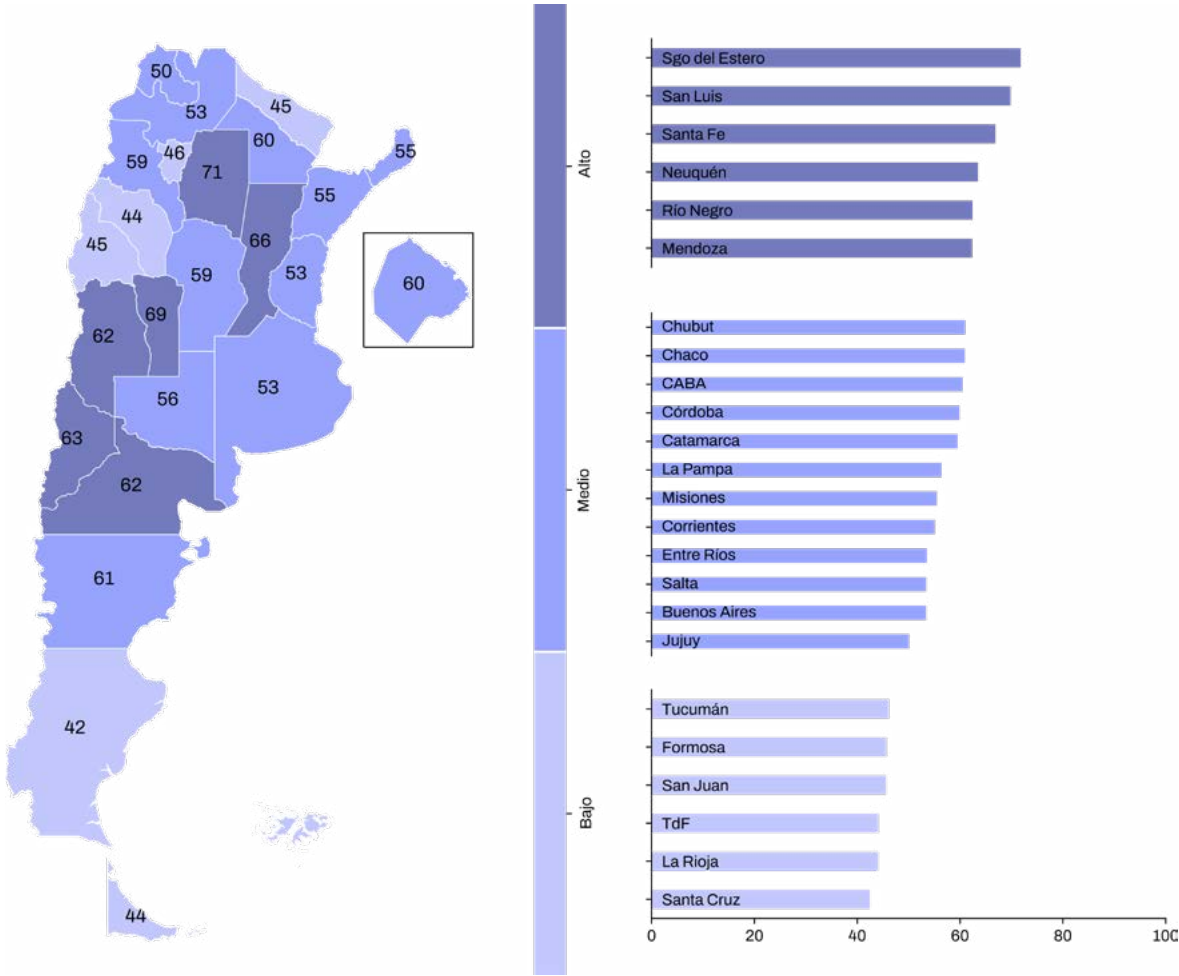 50
53
45
60
55
46
59
71
55
44
45
66
59
53
60
69
62
53
56
63
62
61
42
44
Alto
Medio
Bajo
Sgo del Estero
San Luis
Santa Fe
Neuquén
Río Negro
Mendoza
Chubut
Chaco
CABA
Córdoba
Catamarca
La Pampa
Misiones
Corrientes
Entre Ríos
Salta
Buenos Aires
Jujuy
Tucumán
Formosa
San Juan
TdF
La Rioja
Santa Cruz
0 20 40 60 80 100